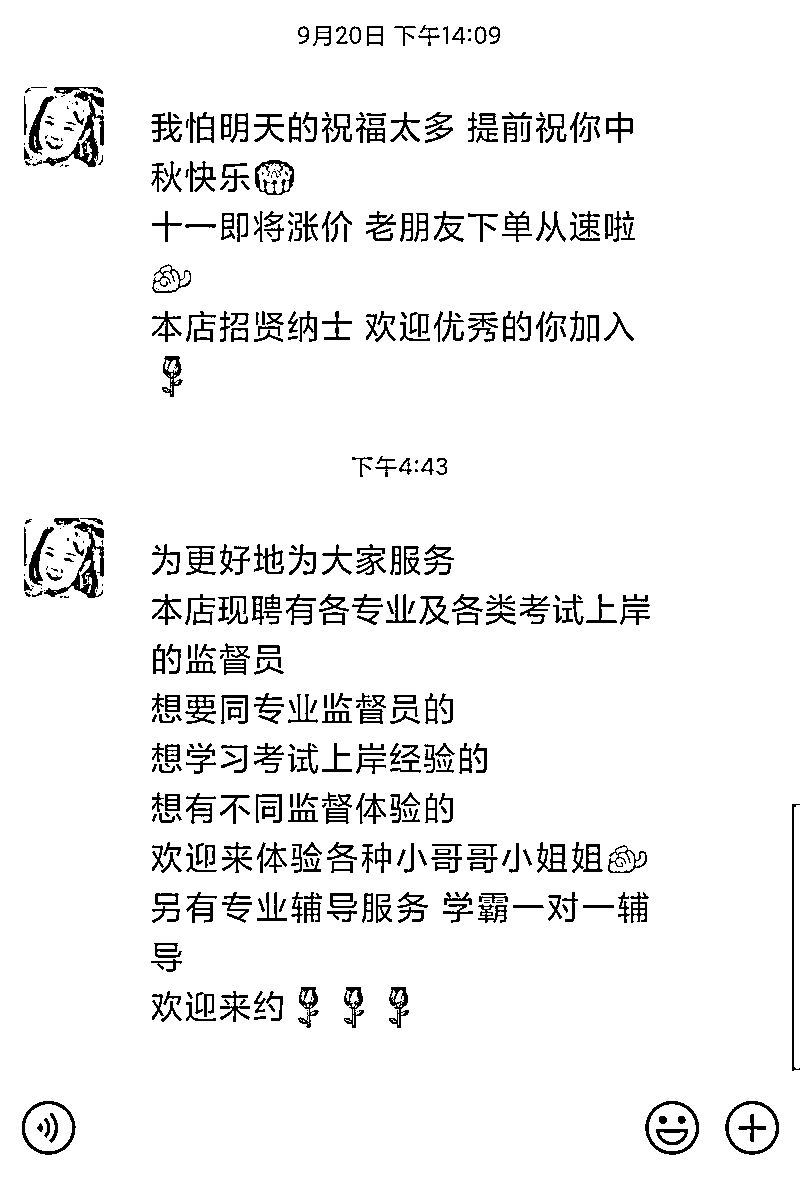 9月20日 下午14:09
我怕明天的祝福太多 提前祝你中
秋快乐🥮
十一即将涨价 老朋友下单从速啦
本店招贤纳士 欢迎优秀的你加入
🌹
下午4:43
为更好地为大家服务
本店现聘有各专业及各类考试上岸
的监督员
想要同专业监督员的
想学习考试上岸经验的
想有不同监督体验的
欢迎来体验各种小哥哥小姐姐
另有专业辅导服务 学霸一对一辅
导
欢迎来约🌹🌹🌹